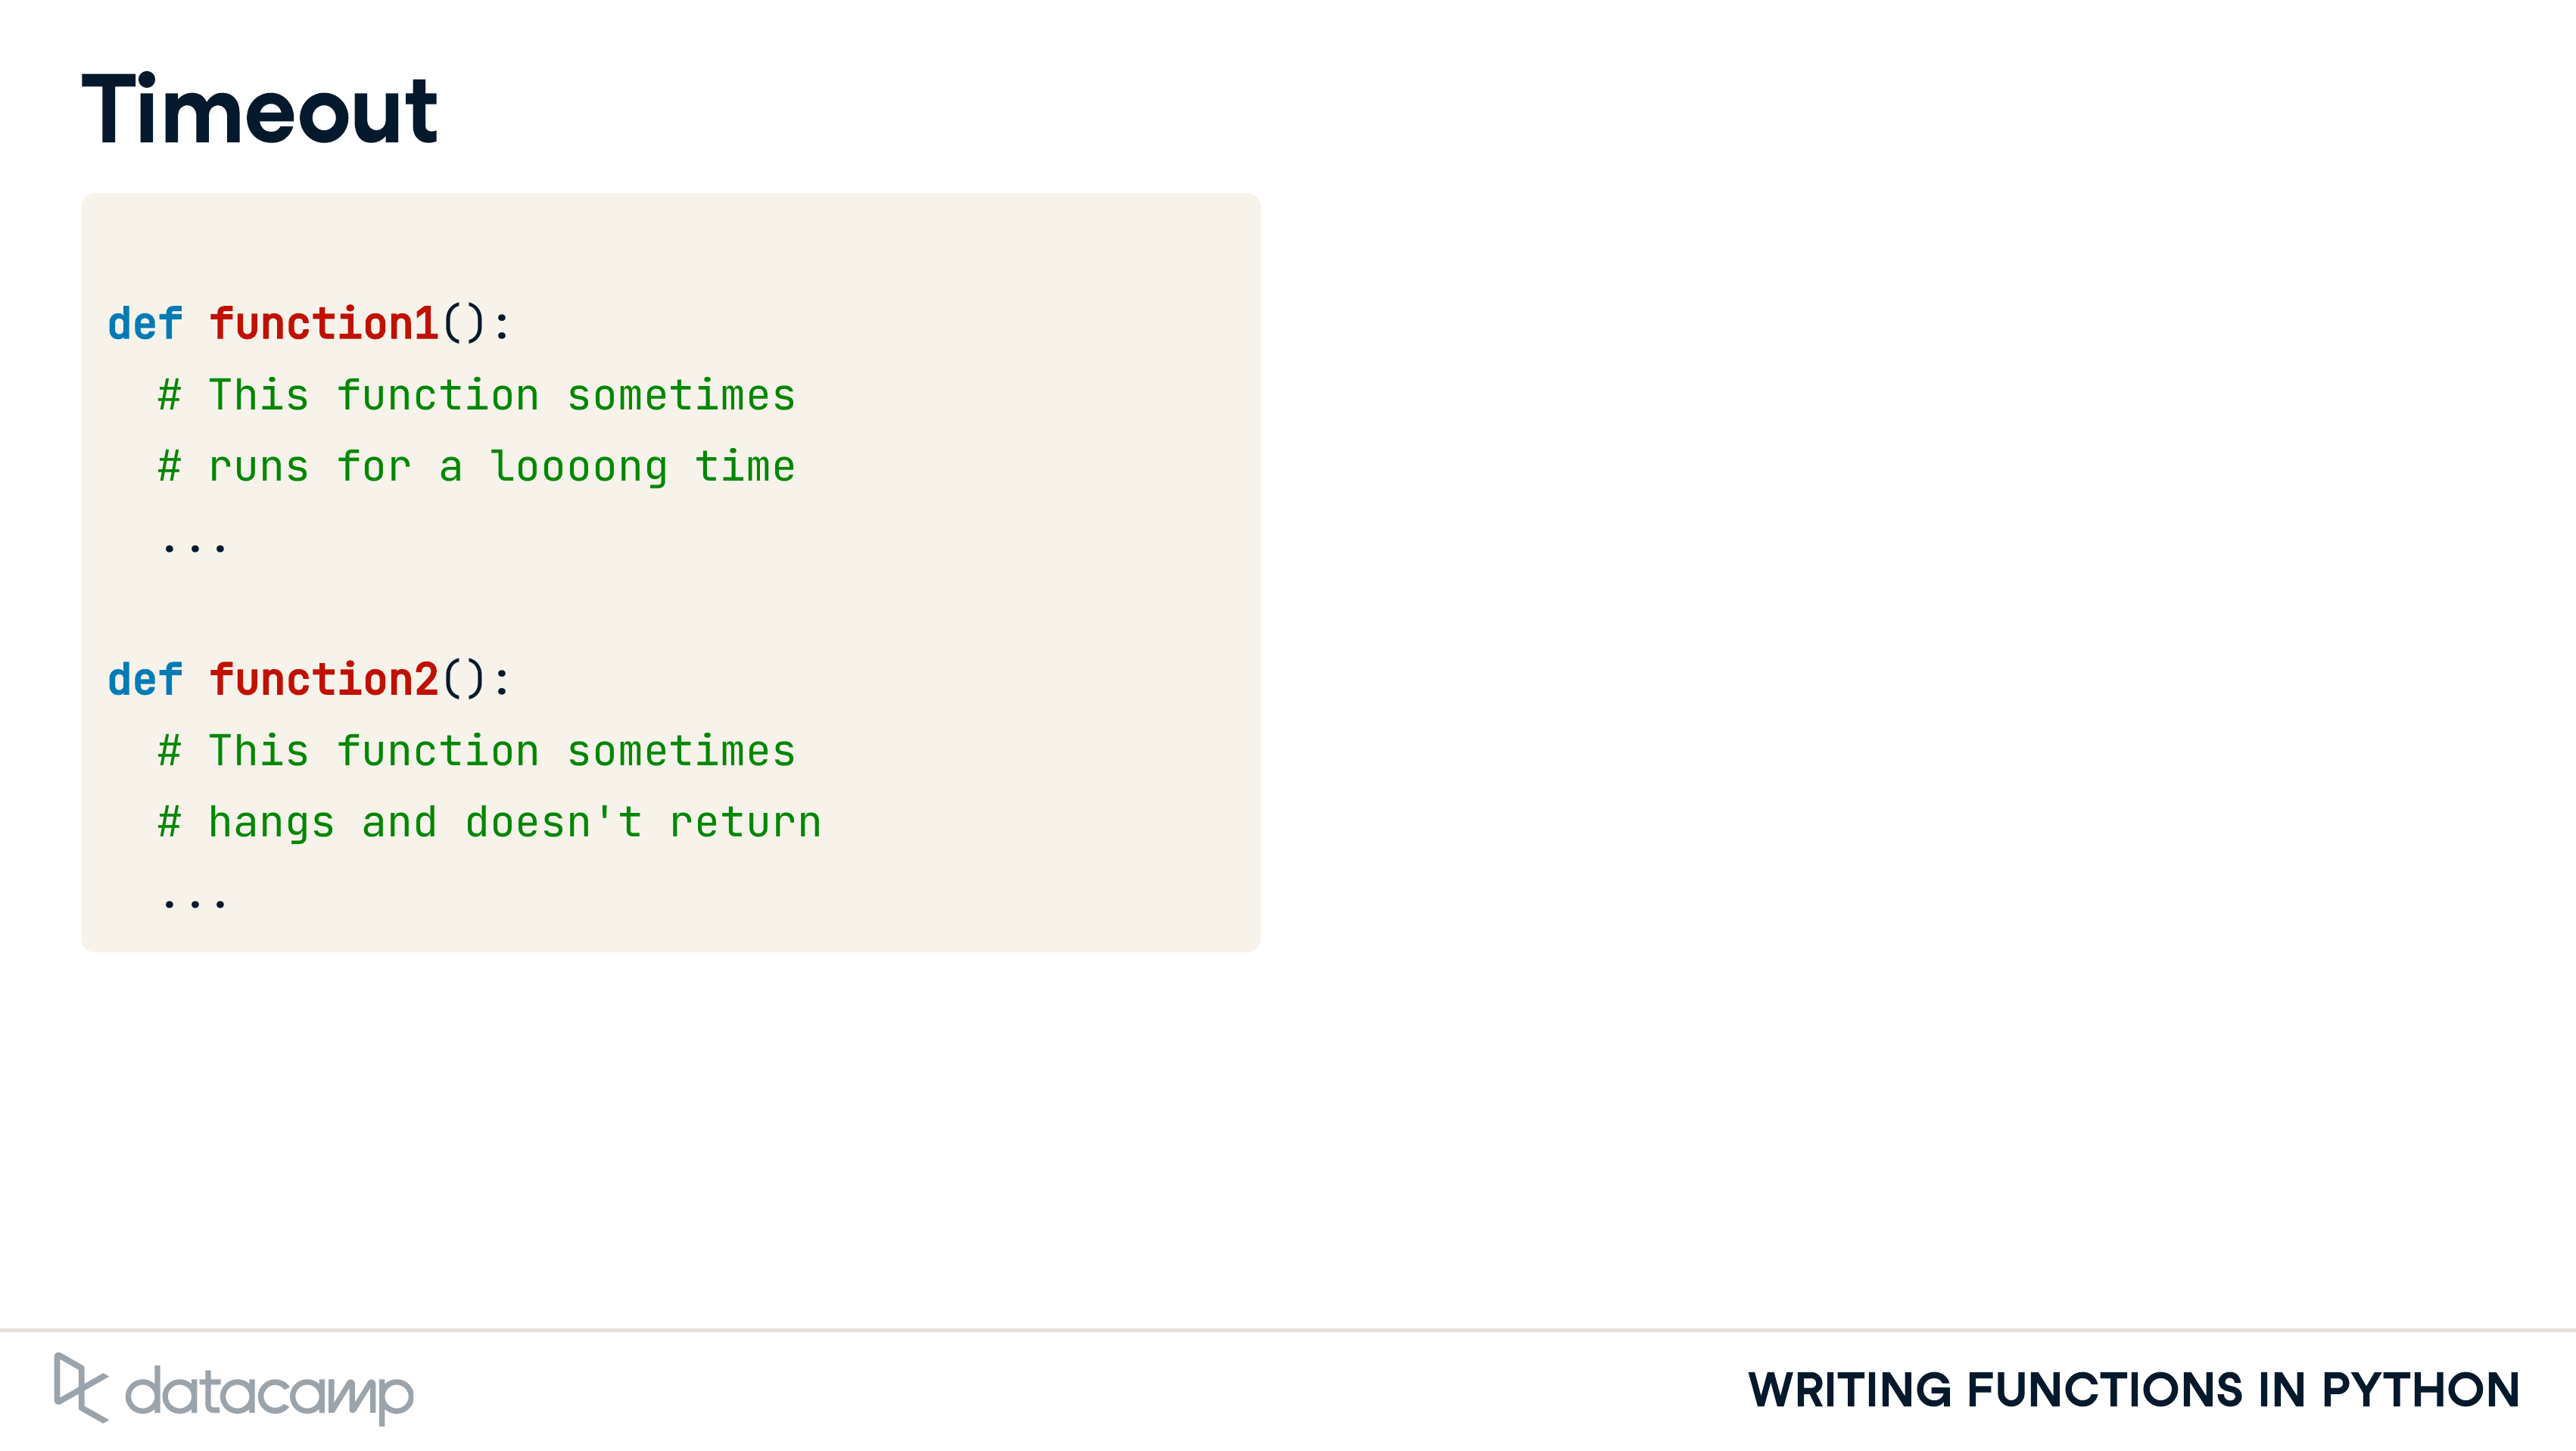 Timeout
def function1():
  # This function sometimes
  # runs for a loooong time
  ...
def function2():
  # This function sometimes
  # hangs and doesn't return
  ...
datacamp
WRITING FUNCTIONS IN PYTHON